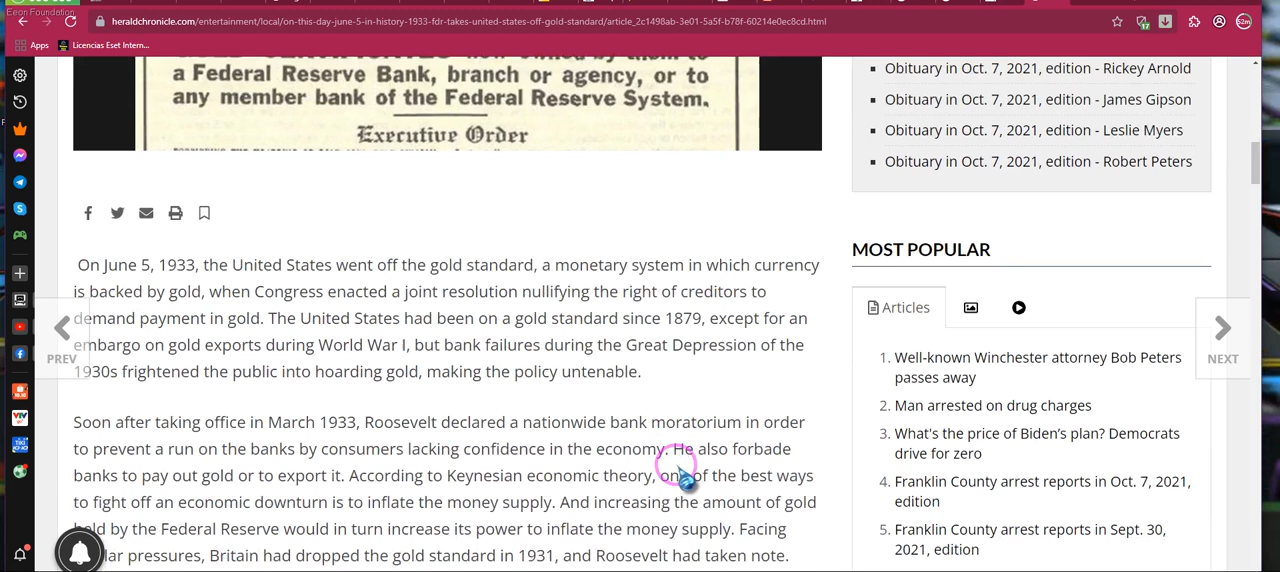 Eeon Foundation
heraldchronicle.com/entertainment/local/on-this-day-june-5-in-history-1933-fdr-takes-united-states-off-gold-standard/article_2c1498ab-3e01-5a5f-b78f-60214e0ec8cd.html
17
52m
Apps
Licencias Eset Intern...
a Federal Reserve Bank, branch or agency, or to
any member bank of the Federal Reserve System.
Executive Order
Obituary in Oct. 7, 2021, edition - Rickey Arnold
Obituary in Oct. 7, 2021, edition - James Gipson
Obituary in Oct. 7, 2021, edition - Leslie Myers
Obituary in Oct. 7, 2021, edition - Robert Peters
On June 5, 1933, the United States went off the gold standard, a monetary system in which currency
is backed by gold, when Congress enacted a joint resolution nullifying the right of creditors to
demand payment in gold. The United States had been on a gold standard since 1879, except for an
embargo on gold exports during World War I, but bank failures during the Great Depression of the
1930s frightened the public into hoarding gold, making the policy untenable.
PREV
Soon after taking office in March 1933, Roosevelt declared a nationwide bank moratorium in order
to prevent a run on the banks by consumers lacking confidence in the economy. He also forbade
banks to pay out gold or to export it. According to Keynesian economic theory, one of the best ways
to fight off an economic downturn is to inflate the money supply. And increasing the amount of gold
held by the Federal Reserve would in turn increase its power to inflate the money supply. Facing
pressures, Britain had dropped the gold standard in 1931, and Roosevelt had taken note.
MOST POPULAR
Articles
1. Well-known Winchester attorney Bob Peters
passes away
2. Man arrested on drug charges
3. What's the price of Biden's plan? Democrats
drive for zero
4. Franklin County arrest reports in Oct. 7, 2021,
edition
5. Franklin County arrest reports in Sept. 30,
2021, edition
NEXT